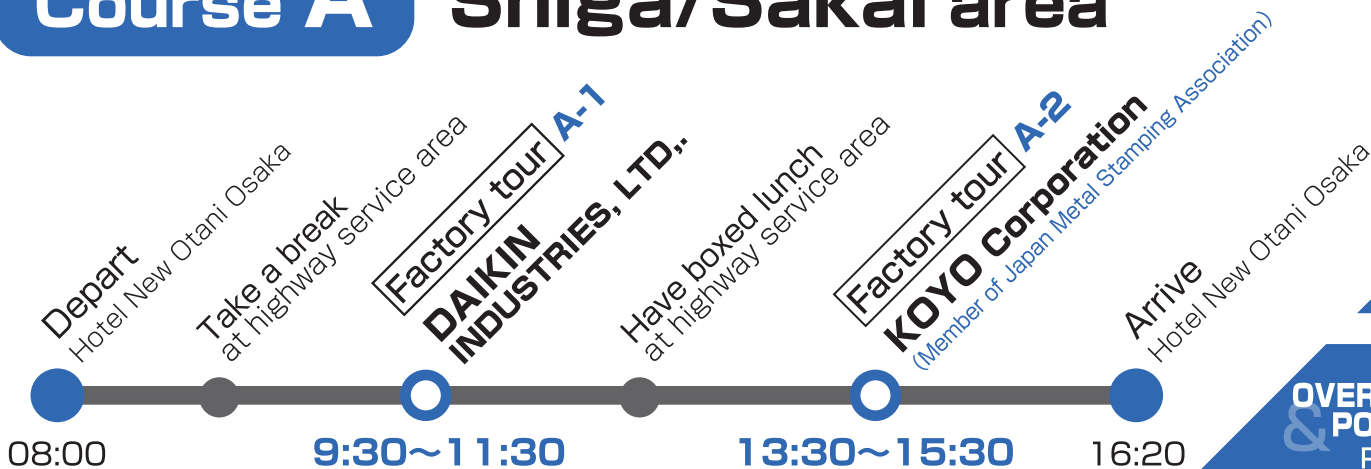 Course A
Shiga/Sakai area
Depart
Hotel New Otani Osaka
Take a break
at highway service area
Factory tour A-1
DAIKIN
INDUSTRIES, LTD,.
Have boxed lunch
at highway service area
Factory tour A-2
KOYO Corporation
(Member of Japan Metal Stamping Association)
Arrive
Hotel New Otani Osaka
08:00
9:30~11:30
13:30~15:30
16:20
&